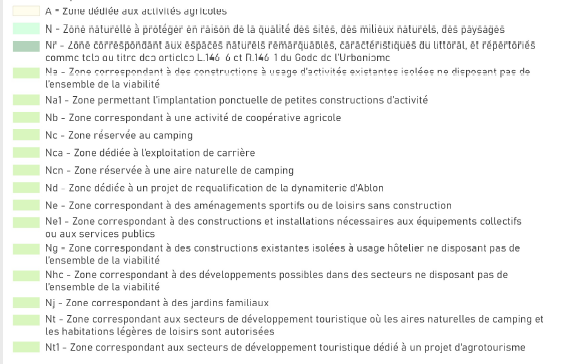 A = Zone dédiée aux activités agricoles
N = Zone naturelle à protéger en raison de la qualité des sites, des milieux naturels, des paysages
Nr - Zone correspondant aux espaces naturels remarquables, caractéristiques du littoral, et répertoriés
comme tels au titre des articles L.146 6 et R.146 1 du Code de l'Urbanisme
Na - Zone correspondant à des constructions à usage d'activités existantes isolées ne disposant pas de
l'ensemble de la viabilité
Na1 - Zone permettant l'implantation ponctuelle de petites constructions d'activité
Nb - Zone correspondant à une activité de coopérative agricole
Nc - Zone réservée au camping
Nca - Zone dédiée à l'exploitation de carrière
Ncn - Zone réservée à une aire naturelle de camping
Nd - Zone dédiée à un projet de requalification de la dynamiterie d'Ablon
Ne - Zone correspondant à des aménagements sportifs ou de loisirs sans construction
Ne1 - Zone correspondant à des constructions et installations nécessaires aux équipements collectifs
ou aux services publics
Ng = Zone correspondant à des constructions existantes isolées à usage hôtelier ne disposant pas de
l'ensemble de la viabilité
Nhc - Zone correspondant à des développements possibles dans des secteurs ne disposant pas de
l'ensemble de la viabilité
Nj - Zone correspondant à des jardins familiaux
Nt - Zone correspondant aux secteurs de développement touristique où les aires naturelles de camping et
les habitations légères de loisirs sont autorisées
Nt1 - Zone correspondant aux secteurs de développement touristique dédié à un projet d'agrotourisme